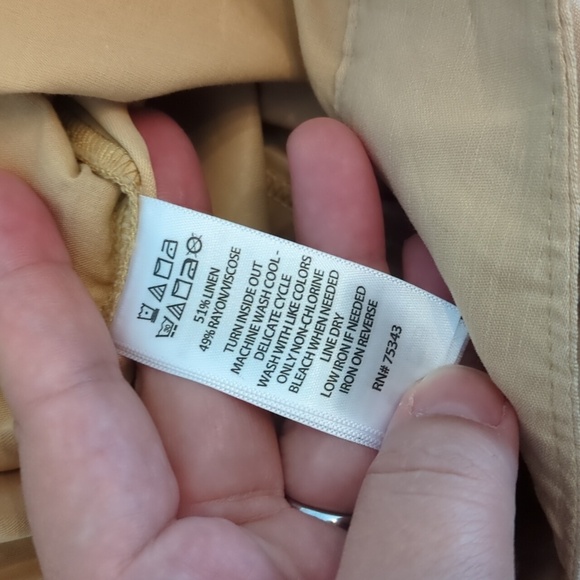 51% LINEN
49% RAYON/VISCOSE
TURN INSIDE OUT
MACHINE WASH COOL -
DELICATE CYCLE
WASH WITH LIKE COLORS
ONLY NON-CHLORINE
BLEACH WHEN NEEDED
LINE DRY
LOW IRON IF NEEDED
IRON ON REVERSE
RN# 75343